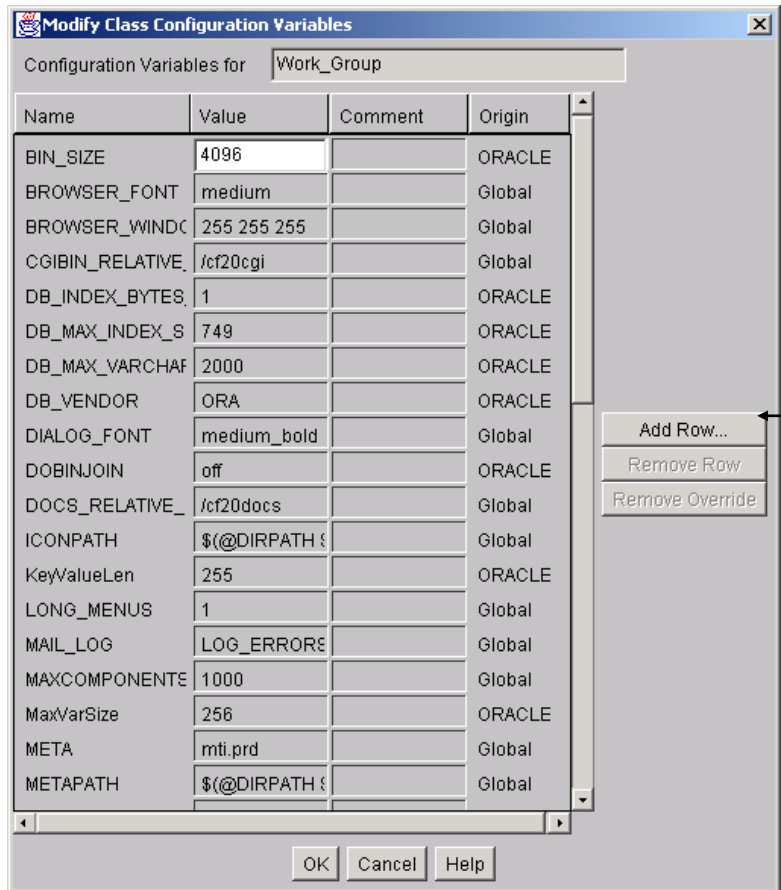 Modify Class Configuration Variables
Configuration Variables for Work_Group
Name Value Comment Origin
BIN_SIZE 4096 ORACLE
BROWSER_FONT medium Global
BROWSER_WINDO 255 255 255 Global
CGIBIN_RELATIVE_ /cf20cgi Global
DB_INDEX_BYTES_ 1 ORACLE
DB_MAX_INDEX_S 749 ORACLE
DB_MAX_VARCHAR 2000 ORACLE
DB_VENDOR ORA ORACLE
DIALOG_FONT medium_bold Global
DOBINJOIN off ORACLE
DOCS_RELATIVE_ /cf20docs Global
ICONPATH $(@DIRPATH $ Global
KeyValueLen 255 ORACLE
LONG_MENUS 1 Global
MAIL_LOG LOG_ERRORS Global
MAXCOMPONENTS 1000 Global
MaxVarSize 256 ORACLE
META mti.prd Global
METAPATH $(@DIRPATH $ Global
Add Row...
Remove Row
Remove Override
OK Cancel Help